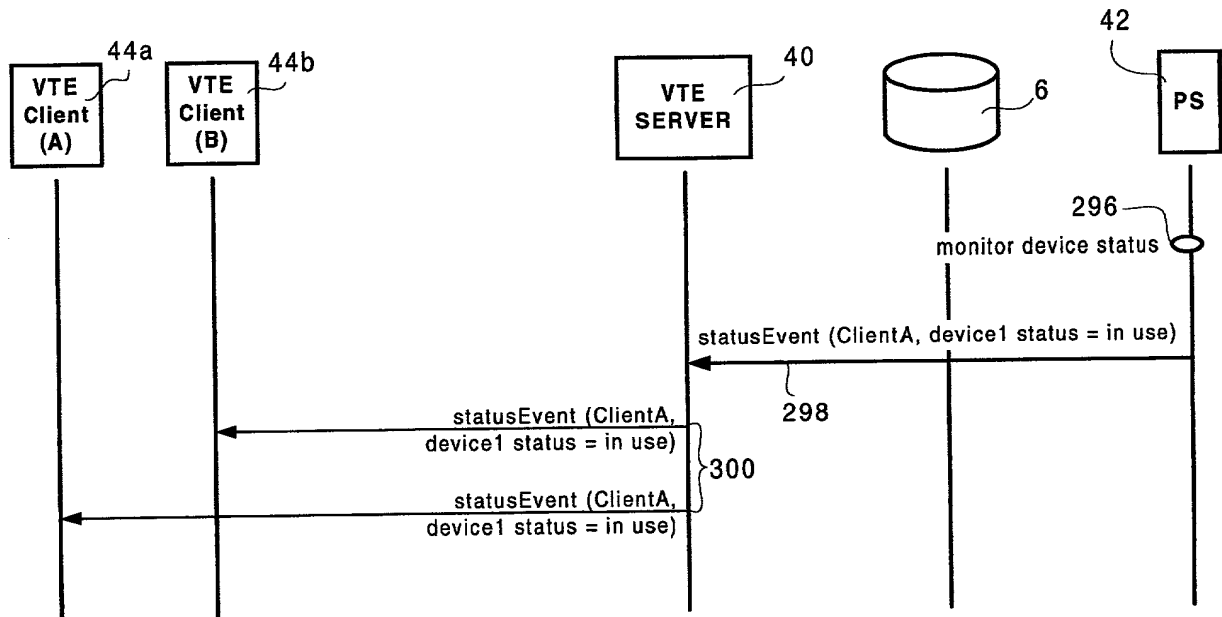 44a
VTE
Client
(A)
44b
VTE
Client
(B)
40
VTE
SERVER
6
42
PS
296
monitor device status
statusEvent (ClientA, device1 status = in use)
298
statusEvent (ClientA,
device1 status = in use)
300
statusEvent (ClientA,
device1 status = in use)